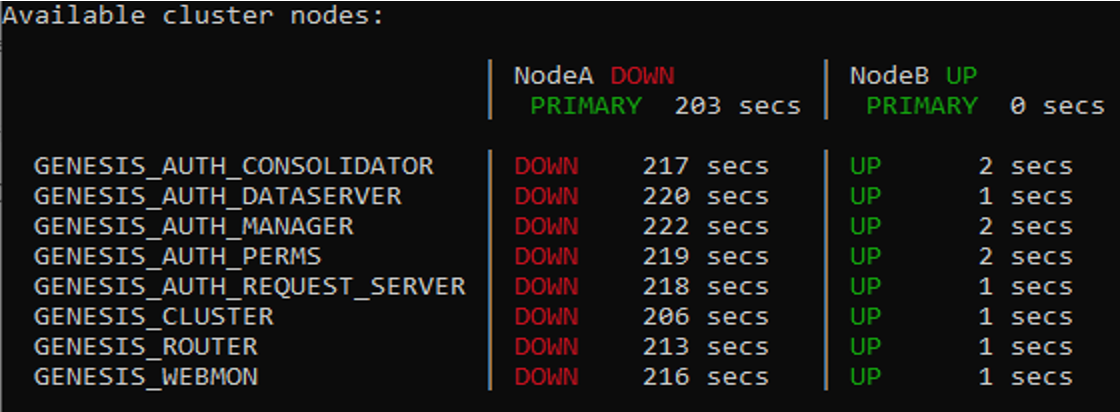 Available cluster nodes:
NodeA DOWN NodeB UP
PRIMARY 203 secs PRIMARY 0 secs
GENESIS_AUTH_CONSOLIDATOR DOWN 217 secs UP 2 secs
GENESIS_AUTH_DATASERVER DOWN 220 secs UP 1 secs
GENESIS_AUTH_MANAGER DOWN 222 secs UP 2 secs
GENESIS_AUTH_PERMS DOWN 219 secs UP 2 secs
GENESIS_AUTH_REQUEST_SERVER DOWN 218 secs UP 1 secs
GENESIS_CLUSTER DOWN 206 secs UP 1 secs
GENESIS_ROUTER DOWN 213 secs UP 1 secs
GENESIS_WEBMON DOWN 216 secs UP 1 secs